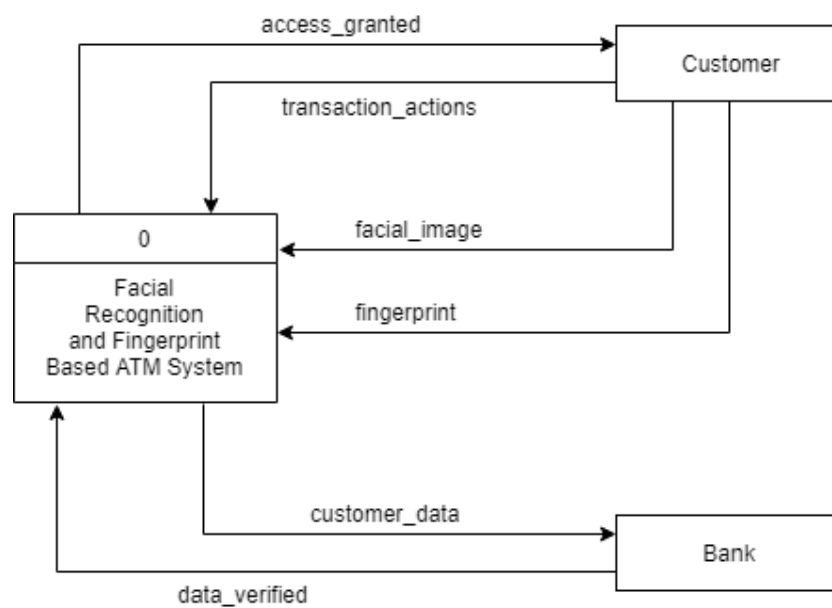 access_granted
Customer
transaction_actions
facial_image
0
Facial
Recognition
and Fingerprint
Based ATM System
fingerprint
customer_data
Bank
data_verified